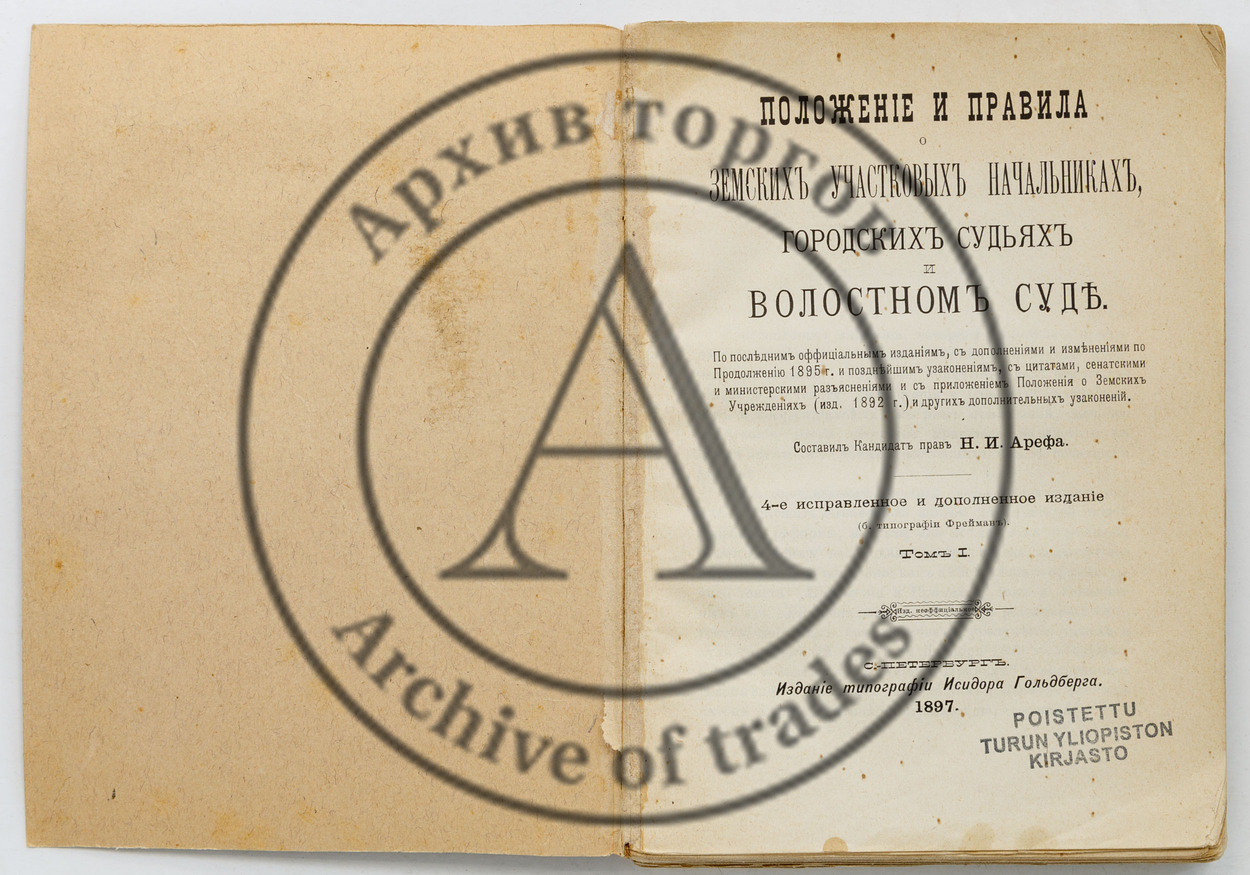 Архив торгов
ПОЛОЖЕНІЕ И ПРАВИЛА
О
ЗЕМСКИХЪ УЧАСТКОВЫХЪ НАЧАЛЬНИКАХЪ,
ГОРОДСКИХЪ СУДЬЯХЪ
И
ВОЛОСТНОМЪ СУДѢ.
По послѣднимъ оффиціальнымъ изданіямъ, съ дополненіями и измѣненіями по
Продолженію 1895 г. и позднѣйшимъ узаконеніямъ, съ цитатами, сенатскими
и министерскими разъясненіями и съ приложеніемъ Положенія о Земскихъ
Учрежденіяхъ (изд. 1892 г.) и другихъ дополнительныхъ узаконеній.
Составилъ Кандидатъ правъ Н. И. Арефа.
4-е исправленное и дополненное изданіе
(б. типографіи Фрейманъ).
Томъ I.
Изд. неоффиціальное
С.-ПЕТЕРБУРГЪ.
Изданіе типографіи Исидора Гольдберга.
1897.
POISTETTU
TURUN YLIOPISTON
KIRJASTO
A
Archive of trades